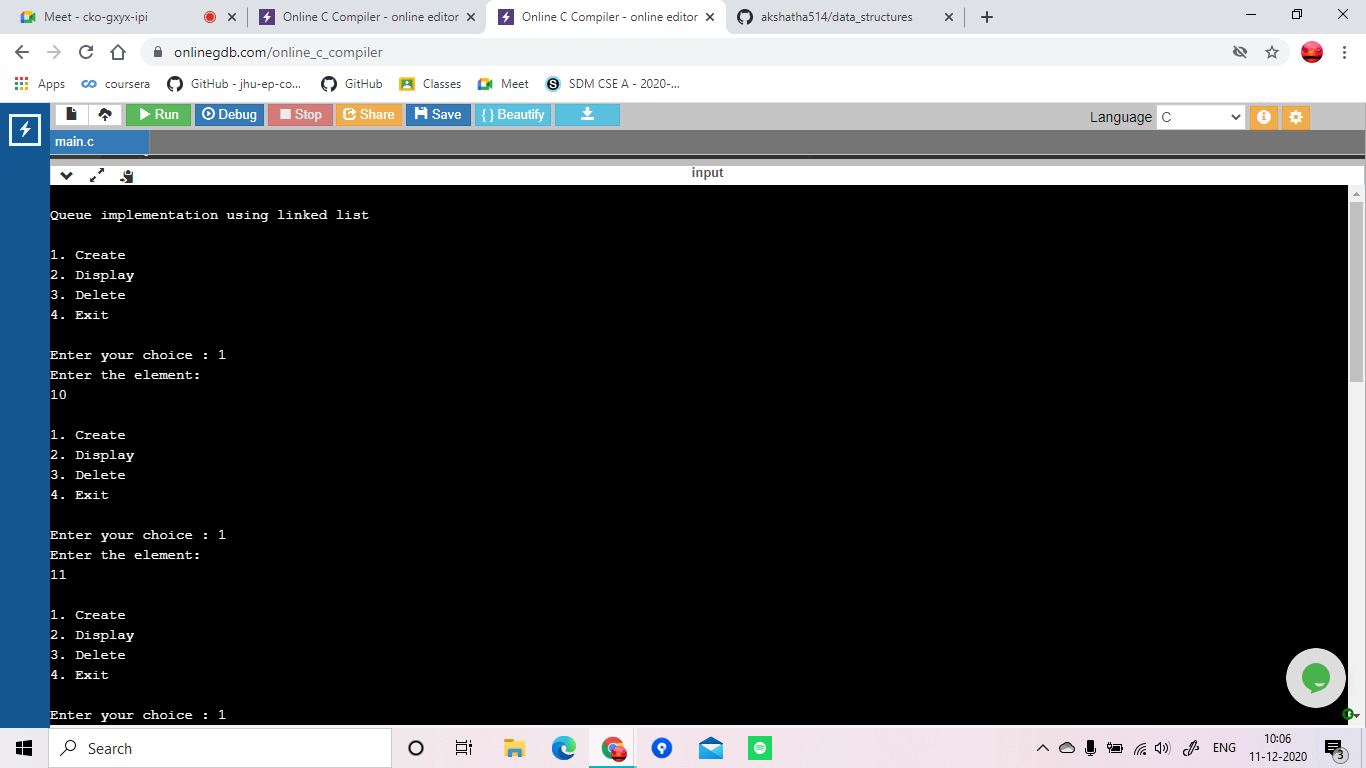 Meet - cko-gxyx-ipi
Online C Compiler - online editor
Online C Compiler - online editor
akshatha514/data_structures
onlinegdb.com/online_c_compiler
Apps
coursera
GitHub - jhu-ep-co...
GitHub
Classes
Meet
SDM CSE A - 2020-...
Run
Debug
Stop
Share
Save
{ } Beautify
Language C
main.c
input
Queue implementation using linked list
1. Create
2. Display
3. Delete
4. Exit
Enter your choice : 1
Enter the element:
10
1. Create
2. Display
3. Delete
4. Exit
Enter your choice : 1
Enter the element:
11
1. Create
2. Display
3. Delete
4. Exit
Enter your choice : 1
Search
ENG
10:06
11-12-2020
3